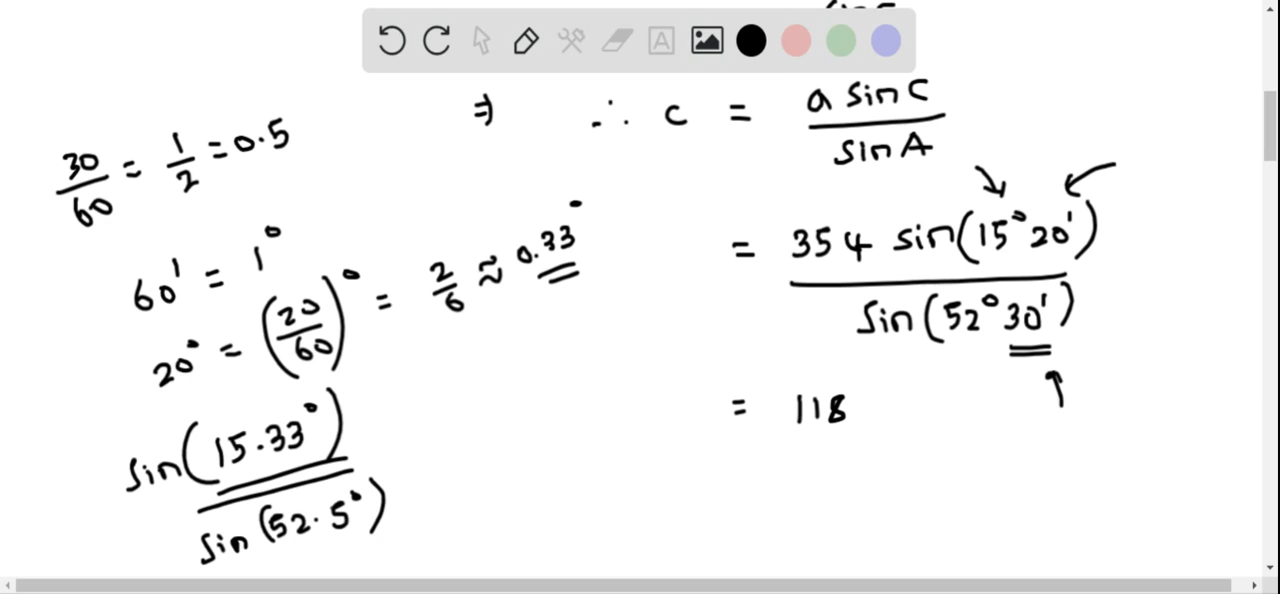 ⇒ ∴ c = a sin C / sin A
= 354 sin(15°20') / sin(52°30')
= 118
30/60 = 1/2 = 0.5
60' = 1°
20° = (20/60)° = 2/6 ≈ 0.33°
sin(15.33°) / sin(52.5°)